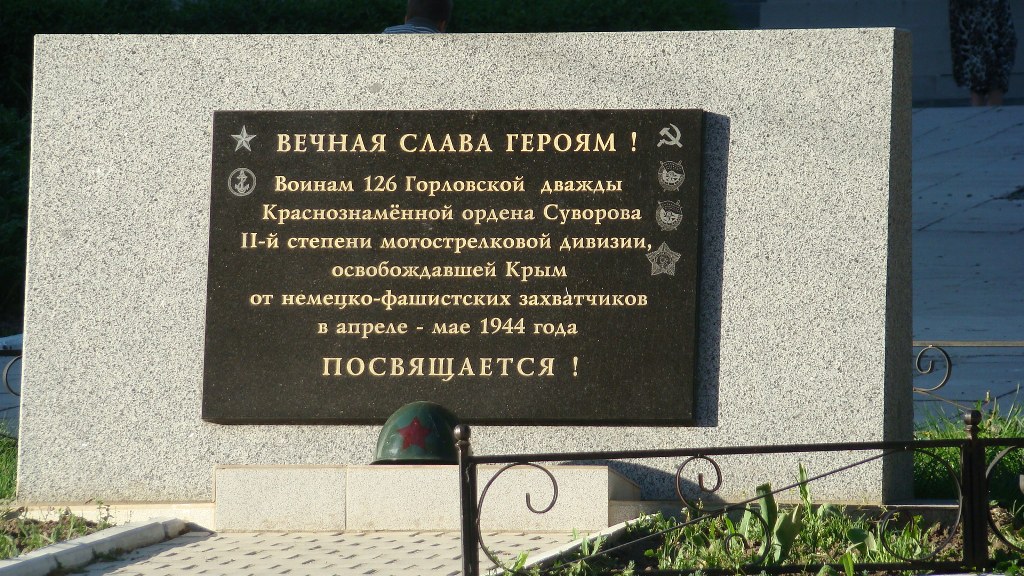 ВЕЧНАЯ СЛАВА ГЕРОЯМ !
Воинам 126 Горловской дважды
Краснознамённой ордена Суворова
II-й степени мотострелковой дивизии,
освобождавшей Крым
от немецко-фашистских захватчиков
в апреле - мае 1944 года
ПОСВЯЩАЕТСЯ !